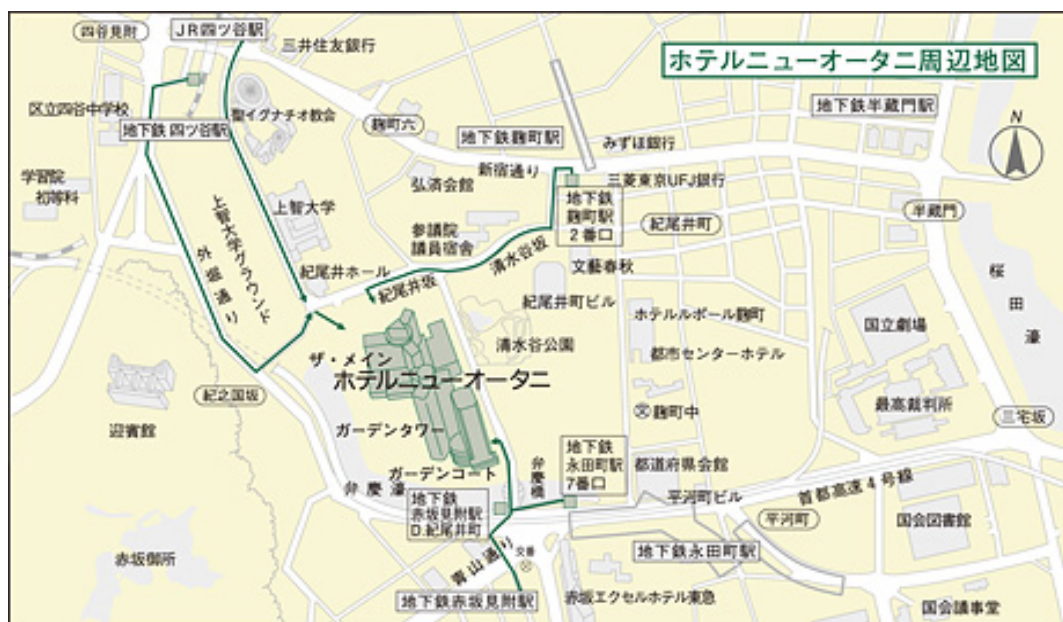 四谷見附
JR四ツ谷駅
三井住友銀行
ホテルニューオータニ周辺地図
区立四谷中学校
地下鉄 四ツ谷駅
聖イグナチオ教会
麹町六
地下鉄麹町駅
地下鉄半蔵門駅
みずほ銀行
N
新宿通り
学習院
初等科
弘済会館
三菱東京UFJ銀行
上智大学
地下鉄
麹町駅
2番口
紀尾井町
半蔵門
参議院
議員宿舎
清水谷坂
上智大学グラウンド
外堀通り
紀尾井ホール
紀尾井坂
文藝春秋
桜田濠
紀尾井町ビル
ホテルルポール麹町
国立劇場
清水谷公園
都市センターホテル
ザ・メイン
ホテルニューオータニ
紀之国坂
文 麹町中
最高裁判所
三宅坂
迎賓館
ガーデンタワー
地下鉄
永田町駅
7番口
都道府県会館
ガーデンコート
弁慶濠
弁慶橋
地下鉄
赤坂見附駅
D.紀尾井町
平河町ビル
首都高速4号線
平河町
国会図書館
赤坂御所
青山通り
交番
地下鉄永田町駅
地下鉄赤坂見附駅
赤坂エクセルホテル東急
国会議事堂